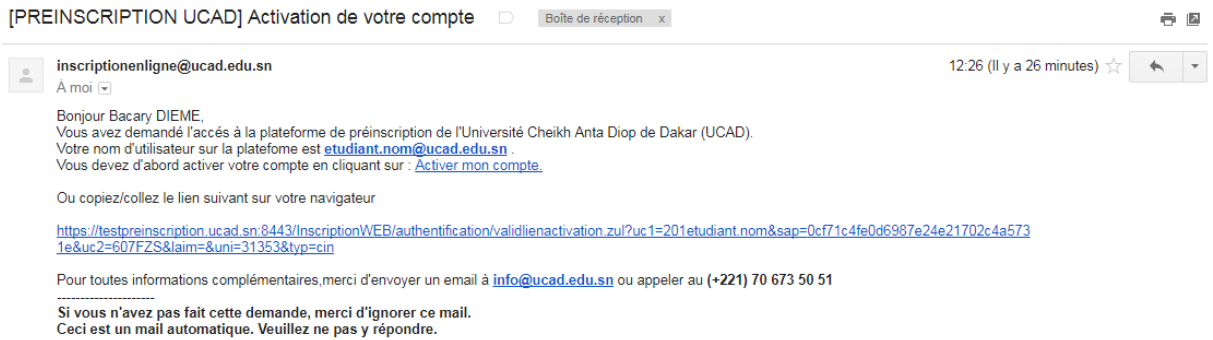 [PREINSCRIPTION UCAD] Activation de votre compte Boîte de réception x
inscriptionenligne@ucad.edu.sn 12:26 (Il y a 26 minutes)
À moi
Bonjour Bacary DIEME,
Vous avez demandé l'accés à la plateforme de préinscription de l'Université Cheikh Anta Diop de Dakar (UCAD).
Votre nom d'utilisateur sur la platefome est etudiant.nom@ucad.edu.sn .
Vous devez d'abord activer votre compte en cliquant sur : Activer mon compte.
Ou copiez/collez le lien suivant sur votre navigateur
https://testpreinscription.ucad.sn:8443/InscriptionWEB/authentification/validlienactivation.zul?uc1=201etudiant.nom&sap=0cf71c4fe0d6987e24e21702c4a573
1e&uc2=607FZS&laim=&uni=31353&typ=cin
Pour toutes informations complémentaires,merci d'envoyer un email à info@ucad.edu.sn ou appeler au (+221) 70 673 50 51
---------------------
Si vous n'avez pas fait cette demande, merci d'ignorer ce mail.
Ceci est un mail automatique. Veuillez ne pas y répondre.